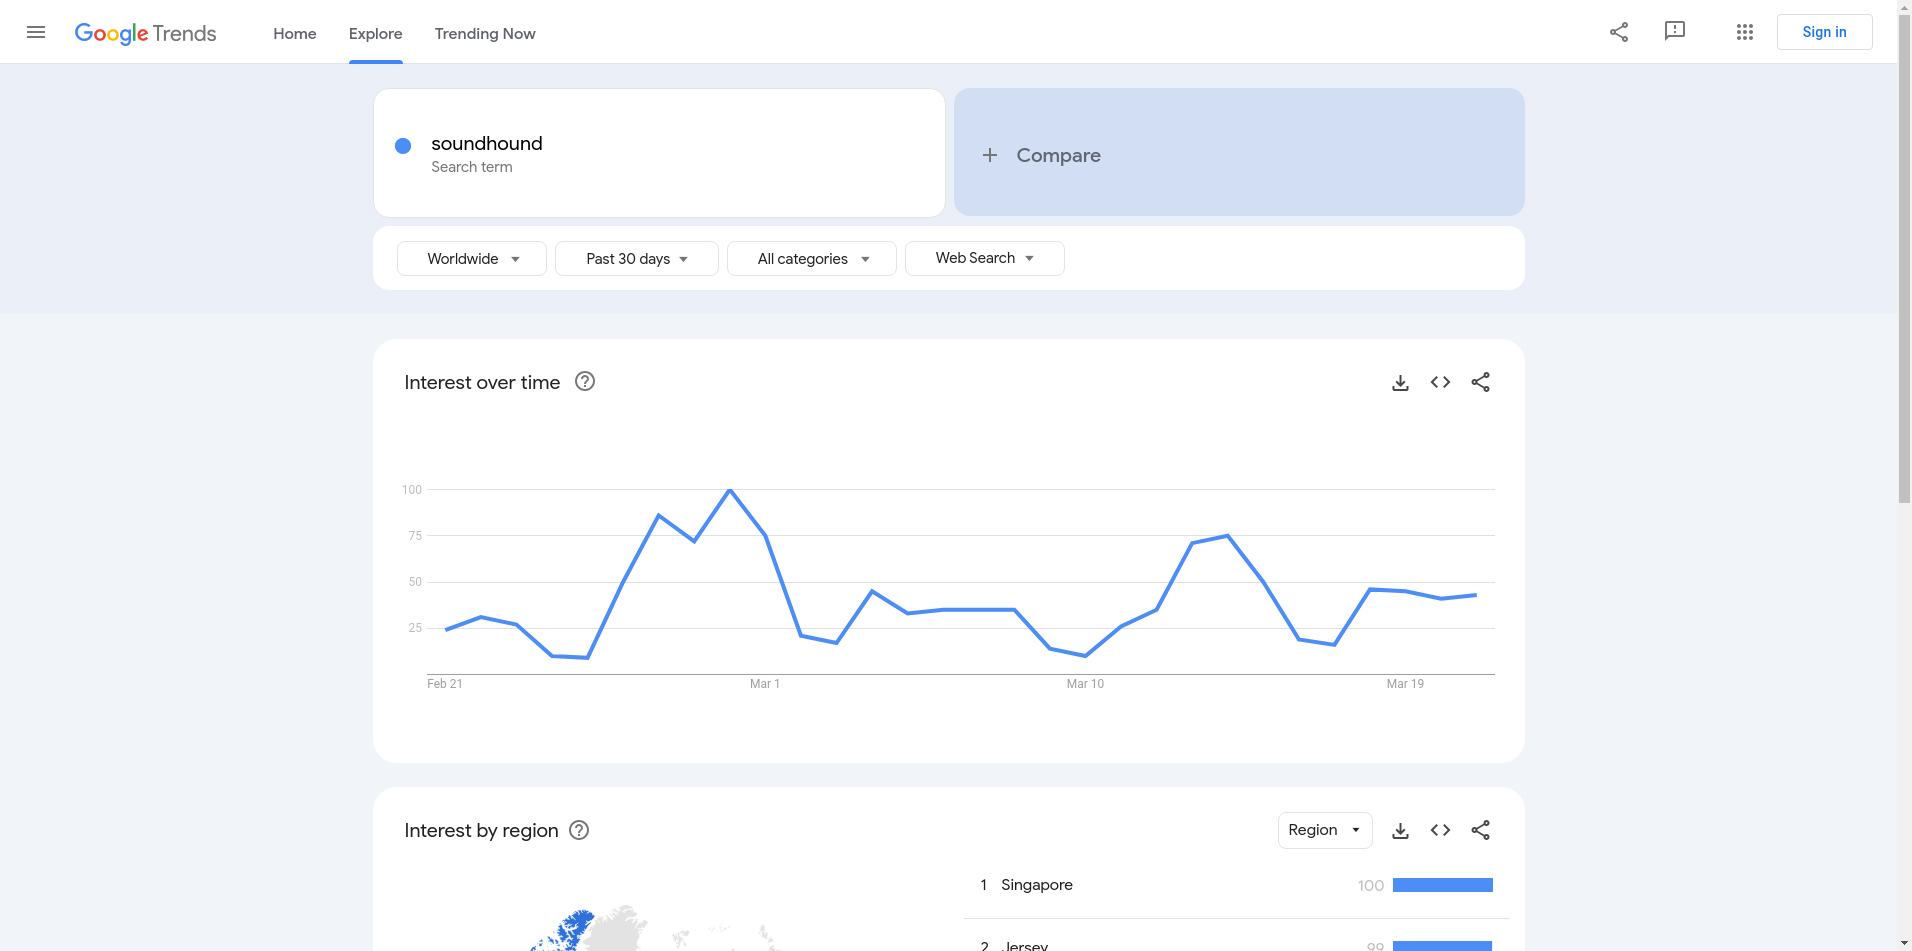 Google Trends
Home
Explore
Trending Now
Sign in
soundhound
Search term
Compare
Worldwide
Past 30 days
All categories
Web Search
Interest over time
100
75
50
25
Feb 21
Mar 1
Mar 10
Mar 19
Interest by region
Region
1 Singapore 100
2 Jersey 99